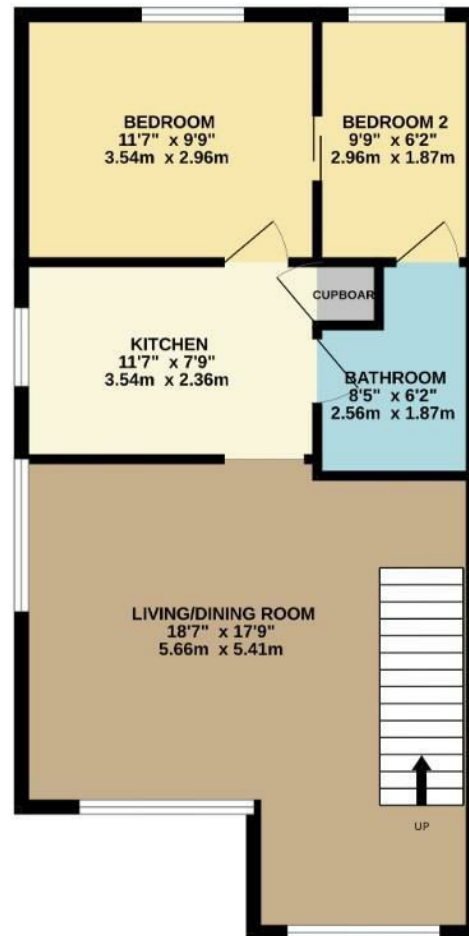 BEDROOM
11'7" x 9'9"
3.54m x 2.96m
BEDROOM 2
9'9" x 6'2"
2.96m x 1.87m
CUPBOAR
KITCHEN
11'7" x 7'9"
3.54m x 2.36m
BATHROOM
8'5" x 6'2"
2.56m x 1.87m
LIVING/DINING ROOM
18'7" x 17'9"
5.66m x 5.41m
UP